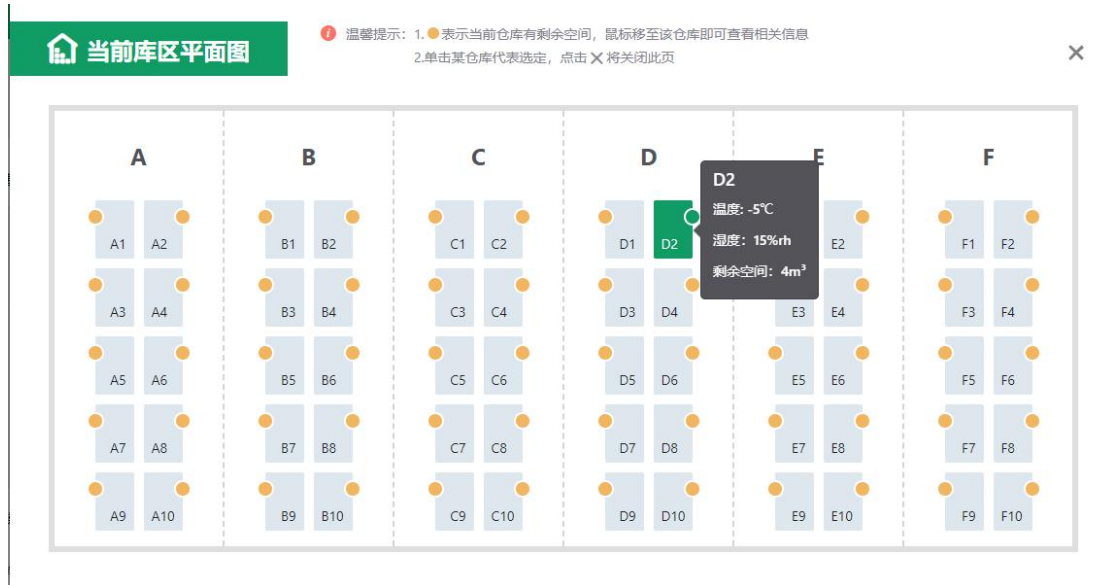 当前库区平面图
温馨提示：1. 表示当前仓库有剩余空间，鼠标移至该仓库即可查看相关信息
2.单击某仓库代表选定，点击 将关闭此页
A B C D E F
D2
温度: -5℃
湿度：15%rh
剩余空间：4m³
A1 A2 B1 B2 C1 C2 D1 D2 E2 F1 F2
A3 A4 B3 B4 C3 C4 D3 D4 E3 E4 F3 F4
A5 A6 B5 B6 C5 C6 D5 D6 E5 E6 F5 F6
A7 A8 B7 B8 C7 C8 D7 D8 E7 E8 F7 F8
A9 A10 B9 B10 C9 C10 D9 D10 E9 E10 F9 F10